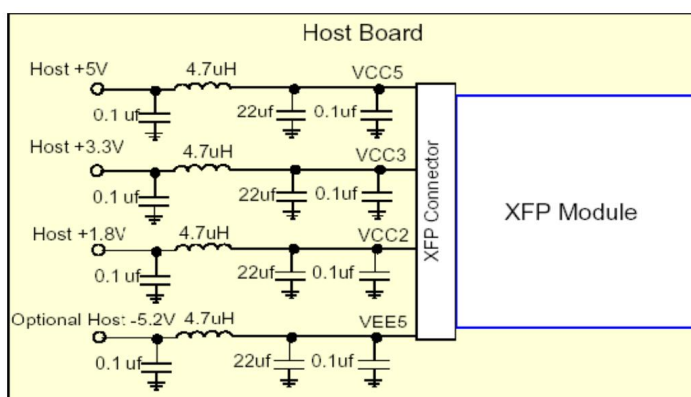 Host Board
Host +5V
4.7uH
VCC5
0.1 uf
22uf
0.1uf
Host +3.3V
4.7uH
VCC3
0.1 uf
22uf
0.1uf
Host +1.8V
4.7uH
VCC2
0.1 uf
22uf
0.1uf
Optional Host -5.2V
4.7uH
VEE5
0.1 uf
22uf
0.1uf
XFP Connector
XFP Module